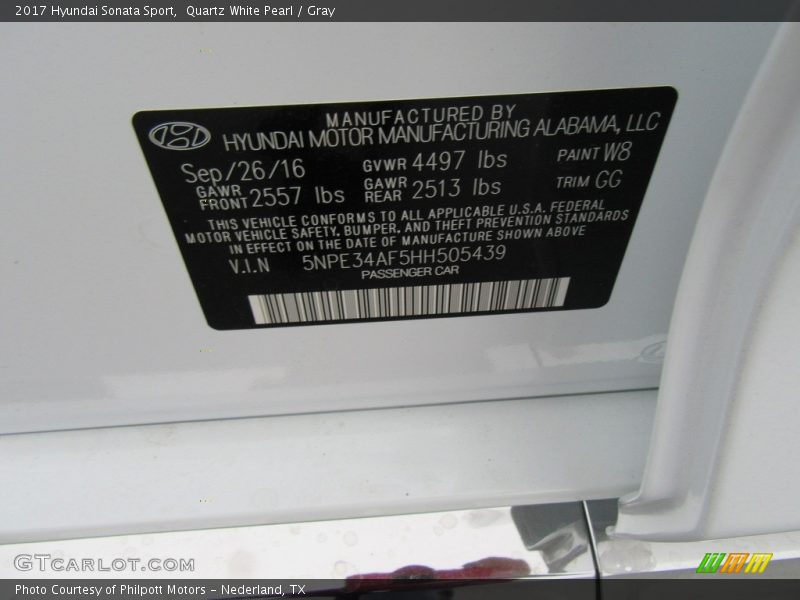 2017 Hyundai Sonata Sport, Quartz White Pearl / Gray
MANUFACTURED BY
HYUNDAI MOTOR MANUFACTURING ALABAMA, LLC
Sep/26/16 GVWR 4497 lbs PAINT W8
GAWR FRONT 2557 lbs GAWR REAR 2513 lbs TRIM GG
THIS VEHICLE CONFORMS TO ALL APPLICABLE U.S.A. FEDERAL
MOTOR VEHICLE SAFETY, BUMPER, AND THEFT PREVENTION STANDARDS
IN EFFECT ON THE DATE OF MANUFACTURE SHOWN ABOVE
V.I.N 5NPE34AF5HH505439
PASSENGER CAR
GTCARLOT.COM
Photo Courtesy of Philpott Motors - Nederland, TX